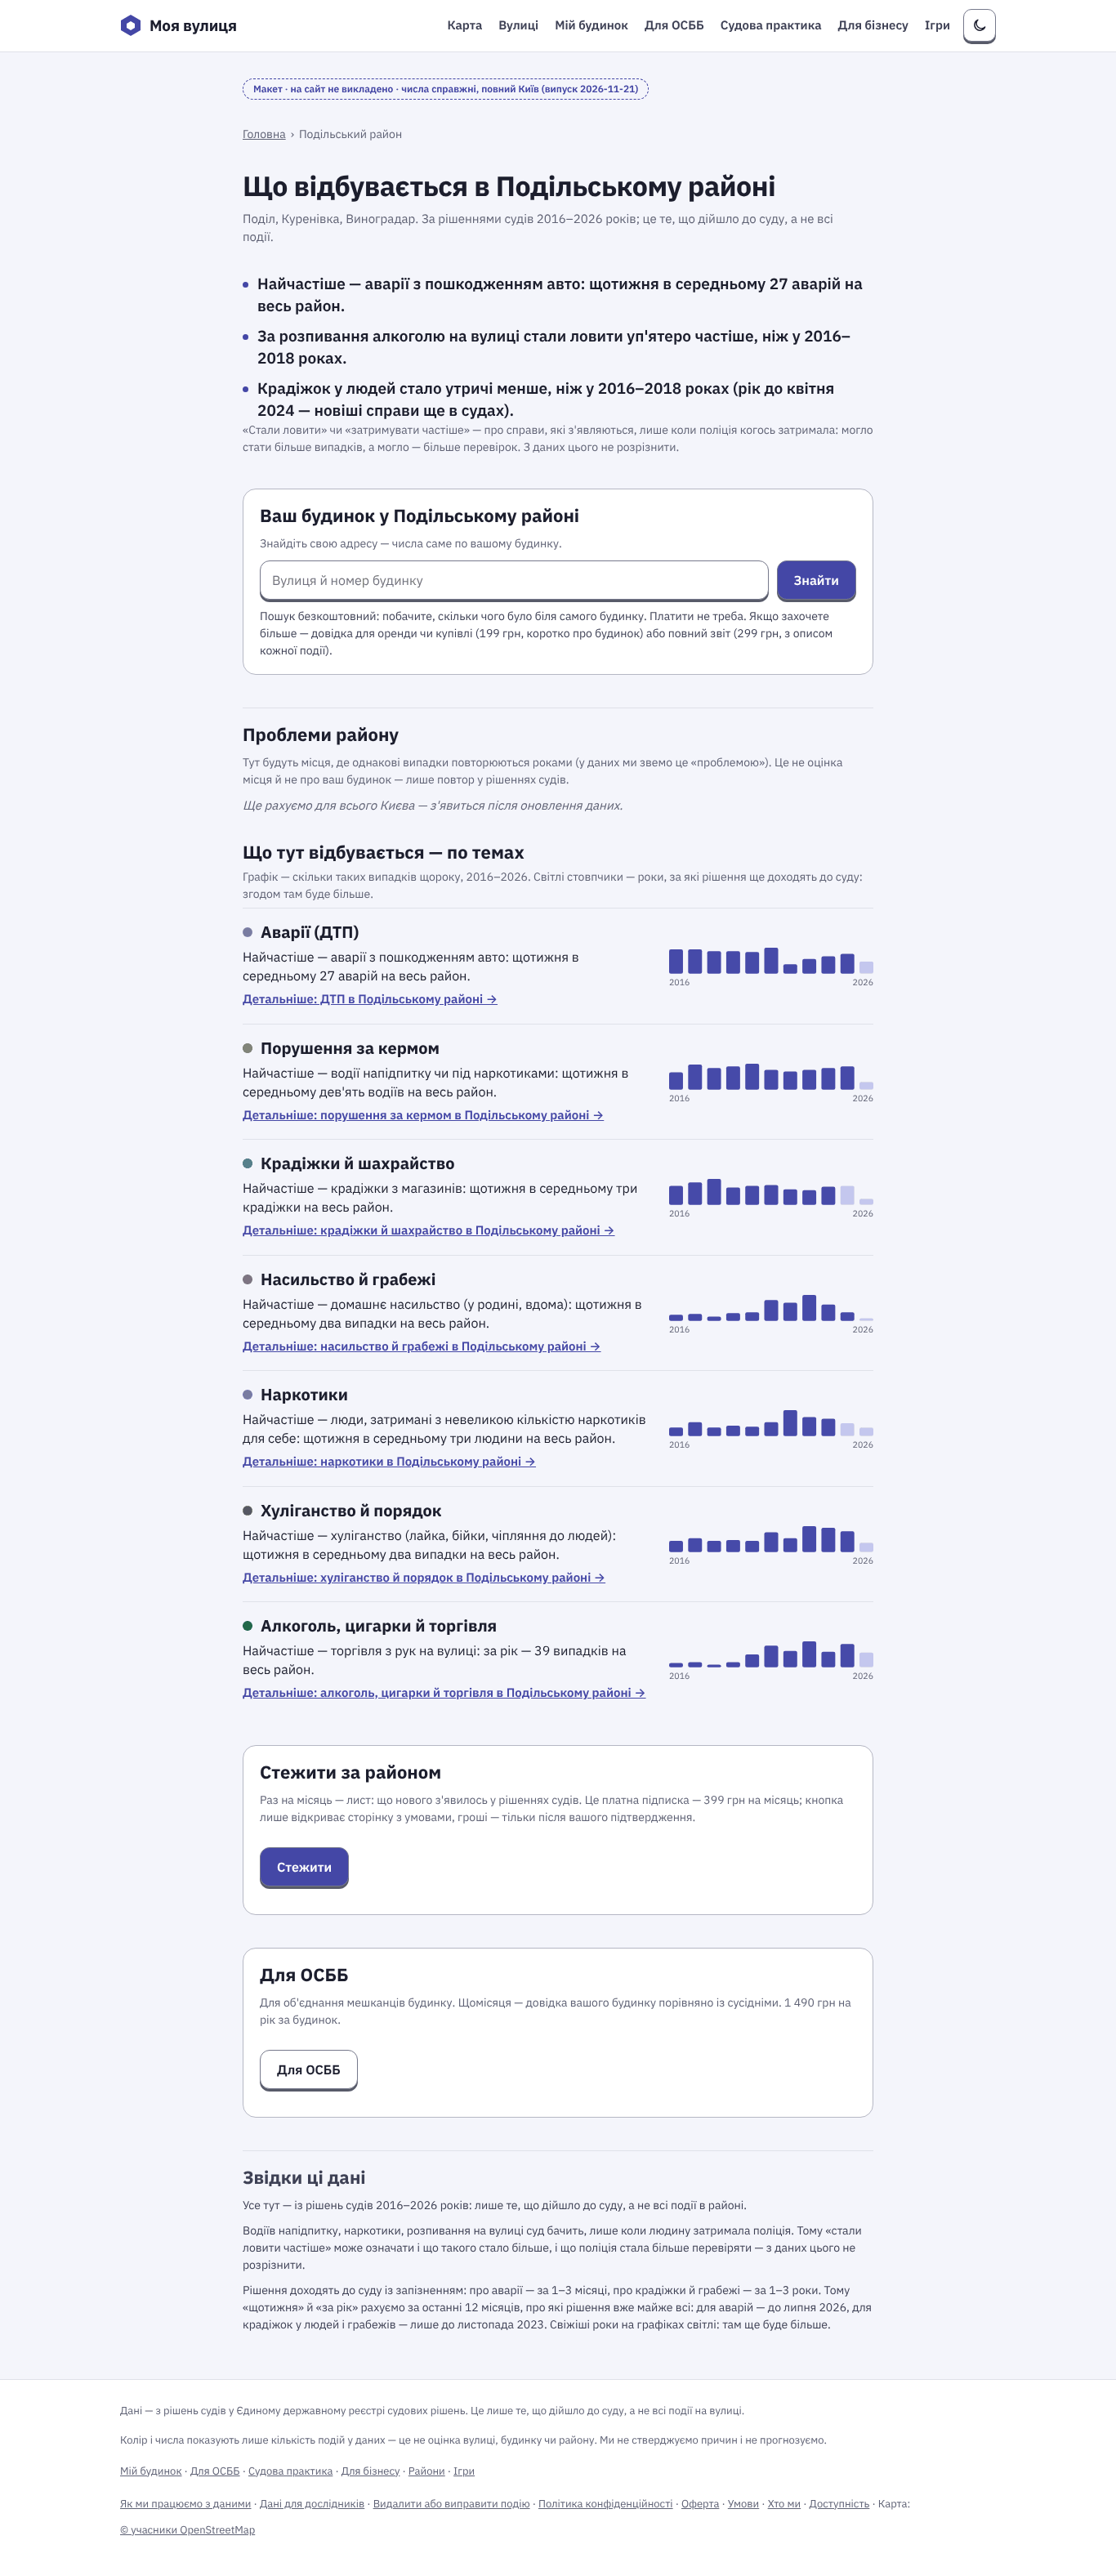 Моя вулиця
Карта Вулиці Мій будинок Для ОСББ Судова практика Для бізнесу Ігри
Макет · на сайт не викладено · числа справжні, повний Київ (випуск 2026-11-21)
Головна › Подільський район
Що відбувається в Подільському районі
Поділ, Куренівка, Виноградар. За рішеннями судів 2016–2026 років; це те, що дійшло до суду, а не всі
події.
Найчастіше — аварії з пошкодженням авто: щотижня в середньому 27 аварій на
весь район.
За розпивання алкоголю на вулиці стали ловити уп'ятеро частіше, ніж у 2016–
2018 роках.
Крадіжок у людей стало утричі менше, ніж у 2016–2018 роках (рік до квітня
2024 — новіші справи ще в судах).
«Стали ловити» чи «затримувати частіше» — про справи, які з'являються, лише коли поліція когось затримала: могло
стати більше випадків, а могло — більше перевірок. З даних цього не розрізнити.
Ваш будинок у Подільському районі
Знайдіть свою адресу — числа саме по вашому будинку.
Вулиця й номер будинку
Знайти
Пошук безкоштовний: побачите, скільки чого було біля самого будинку. Платити не треба. Якщо захочете
більше — довідка для оренди чи купівлі (199 грн, коротко про будинок) або повний звіт (299 грн, з описом
кожної події).
Проблеми району
Тут будуть місця, де однакові випадки повторюються роками (у даних ми звемо це «проблемою»). Це не оцінка
місця й не про ваш будинок — лише повтор у рішеннях судів.
Ще рахуємо для всього Києва — з'явиться після оновлення даних.
Що тут відбувається — по темах
Графік — скільки таких випадків щороку, 2016–2026. Світлі стовпчики — роки, за які рішення ще доходять до суду:
згодом там буде більше.
Аварії (ДТП)
Найчастіше — аварії з пошкодженням авто: щотижня в
середньому 27 аварій на весь район.
Детальніше: ДТП в Подільському районі →
2016 2026
Порушення за кермом
Найчастіше — водії напідпитку чи під наркотиками: щотижня в
середньому дев'ять водіїв на весь район.
Детальніше: порушення за кермом в Подільському районі →
2016 2026
Крадіжки й шахрайство
Найчастіше — крадіжки з магазинів: щотижня в середньому три
крадіжки на весь район.
Детальніше: крадіжки й шахрайство в Подільському районі →
2016 2026
Насильство й грабежі
Найчастіше — домашнє насильство (у родині, вдома): щотижня в
середньому два випадки на весь район.
Детальніше: насильство й грабежі в Подільському районі →
2016 2026
Наркотики
Найчастіше — люди, затримані з невеликою кількістю наркотиків
для себе: щотижня в середньому три людини на весь район.
Детальніше: наркотики в Подільському районі →
2016 2026
Хуліганство й порядок
Найчастіше — хуліганство (лайка, бійки, чіпляння до людей):
щотижня в середньому два випадки на весь район.
Детальніше: хуліганство й порядок в Подільському районі →
2016 2026
Алкоголь, цигарки й торгівля
Найчастіше — торгівля з рук на вулиці: за рік — 39 випадків на
весь район.
Детальніше: алкоголь, цигарки й торгівля в Подільському районі →
2016 2026
Стежити за районом
Раз на місяць — лист: що нового з'явилось у рішеннях судів. Це платна підписка — 399 грн на місяць; кнопка
лише відкриває сторінку з умовами, гроші — тільки після вашого підтвердження.
Стежити
Для ОСББ
Для об'єднання мешканців будинку. Щомісяця — довідка вашого будинку порівняно із сусідніми. 1 490 грн на
рік за будинок.
Для ОСББ
Звідки ці дані
Усе тут — із рішень судів 2016–2026 років: лише те, що дійшло до суду, а не всі події в районі.
Водіїв напідпитку, наркотики, розпивання на вулиці суд бачить, лише коли людину затримала поліція. Тому «стали
ловити частіше» може означати і що такого стало більше, і що поліція стала більше перевіряти — з даних цього не
розрізнити.
Рішення доходять до суду із запізненням: про аварії — за 1–3 місяці, про крадіжки й грабежі — за 1–3 роки. Тому
«щотижня» й «за рік» рахуємо за останні 12 місяців, про які рішення вже майже всі: для аварій — до липня 2026, для
крадіжок у людей і грабежів — лише до листопада 2023. Свіжіші роки на графіках світлі: там ще буде більше.
Дані — з рішень судів у Єдиному державному реєстрі судових рішень. Це лише те, що дійшло до суду, а не всі події на вулиці.
Колір і числа показують лише кількість подій у даних — це не оцінка вулиці, будинку чи району. Ми не стверджуємо причин і не прогнозуємо.
Мій будинок · Для ОСББ · Судова практика · Для бізнесу · Райони · Ігри
Як ми працюємо з даними · Дані для дослідників · Видалити або виправити подію · Політика конфіденційності · Оферта · Умови · Хто ми · Доступність · Карта:
© учасники OpenStreetMap